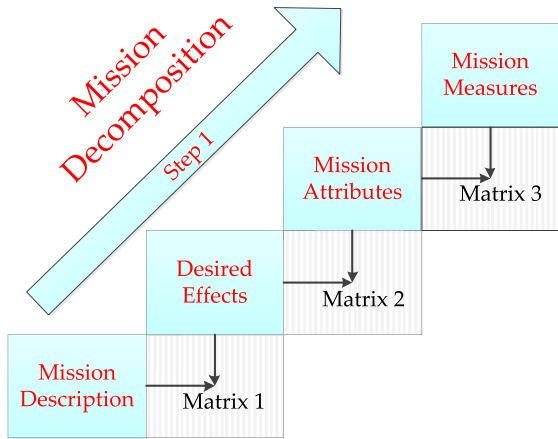 Mission
Decomposition
Step 1
Mission
Measures
Mission
Attributes
Matrix 3
Desired
Effects
Matrix 2
Mission
Description
Matrix 1